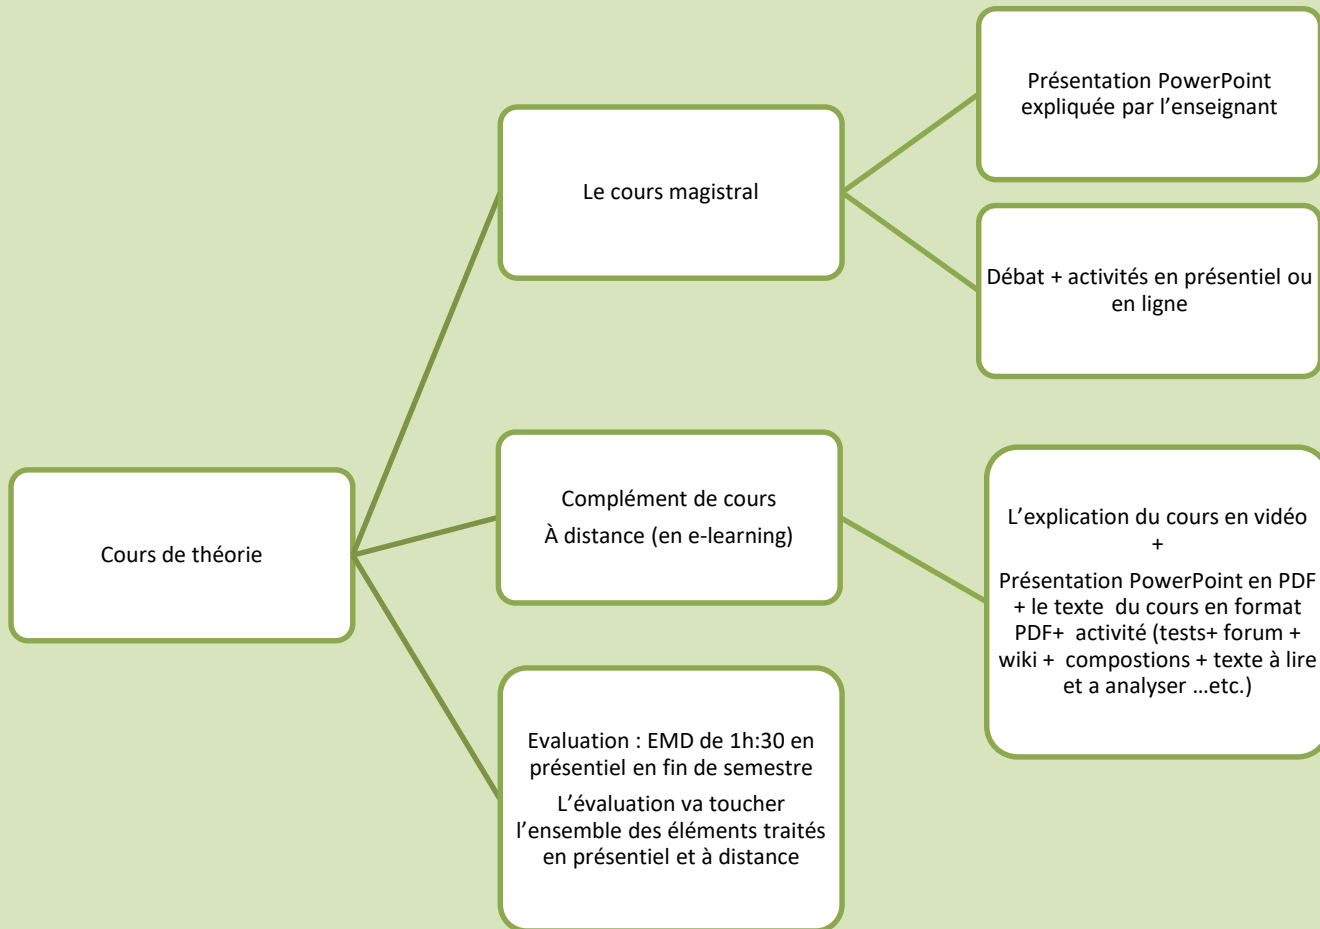 Cours de théorie
Le cours magistral
Présentation PowerPoint
expliquée par l’enseignant
Débat + activités en présentiel ou
en ligne
Complément de cours
À distance (en e-learning)
L’explication du cours en vidéo
+
Présentation PowerPoint en PDF
+ le texte du cours en format
PDF+ activité (tests+ forum +
wiki + compostions + texte à lire
et a analyser …etc.)
Evaluation : EMD de 1h:30 en
présentiel en fin de semestre
L’évaluation va toucher
l’ensemble des éléments traités
en présentiel et à distance